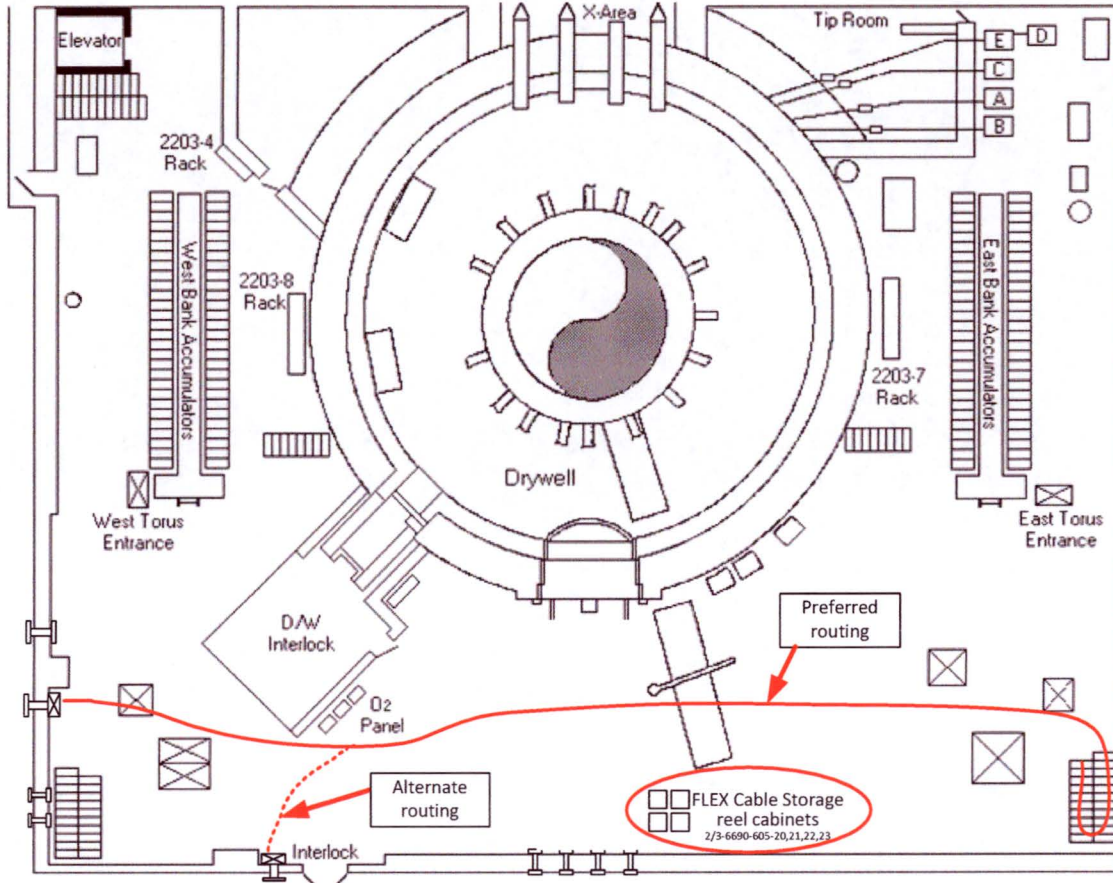 X-Area
Tip Room
Elevator
E
D
C
A
B
2203-4
Rack
West Bank Accumulators
2203-8
Rack
East Bank Accumulators
2203-7
Rack
Drywell
West Torus
Entrance
East Torus
Entrance
D/W
Interlock
Preferred
routing
O2
Panel
Alternate
routing
FLEX Cable Storage
reel cabinets
2/3-6690-605-20,21,22,23
Interlock